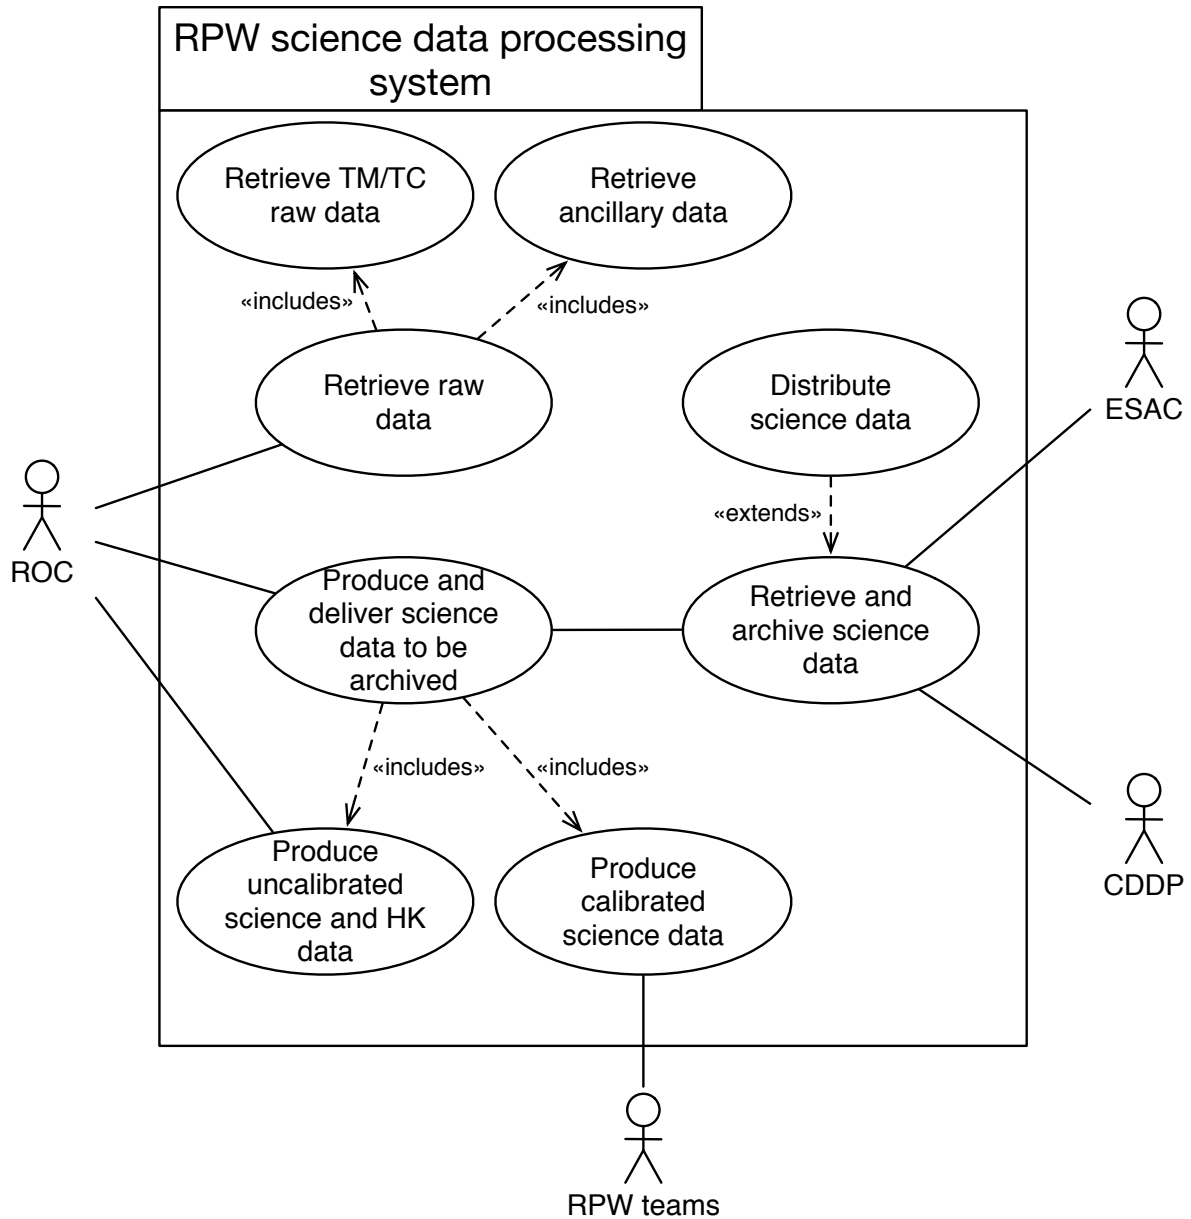 RPW science data processing
system
Retrieve TM/TC
raw data
Retrieve
ancillary data
«includes»
«includes»
Retrieve raw
data
Distribute
science data
ESAC
ROC
«extends»
Produce and
deliver science
data to be
archived
Retrieve and
archive science
data
«includes»
«includes»
Produce
uncalibrated
science and HK
data
Produce
calibrated
science data
CDDP
RPW teams